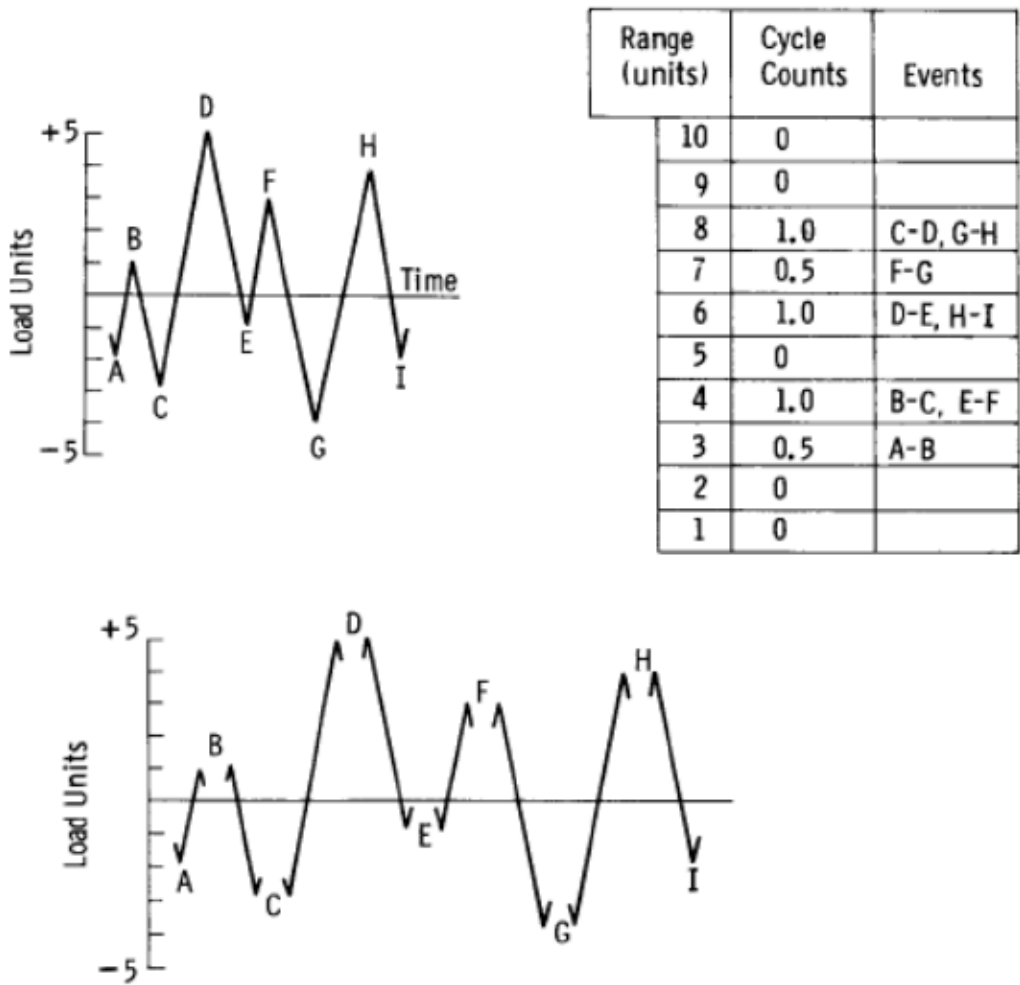 +5
Load Units
-5
A
B
C
D
E
F
G
H
I
Time
Range (units) Cycle Counts Events
10 0
9 0
8 1.0 C-D, G-H
7 0.5 F-G
6 1.0 D-E, H-I
5 0
4 1.0 B-C, E-F
3 0.5 A-B
2 0
1 0
+5
Load Units
-5
A
B
C
D
E
F
G
H
I